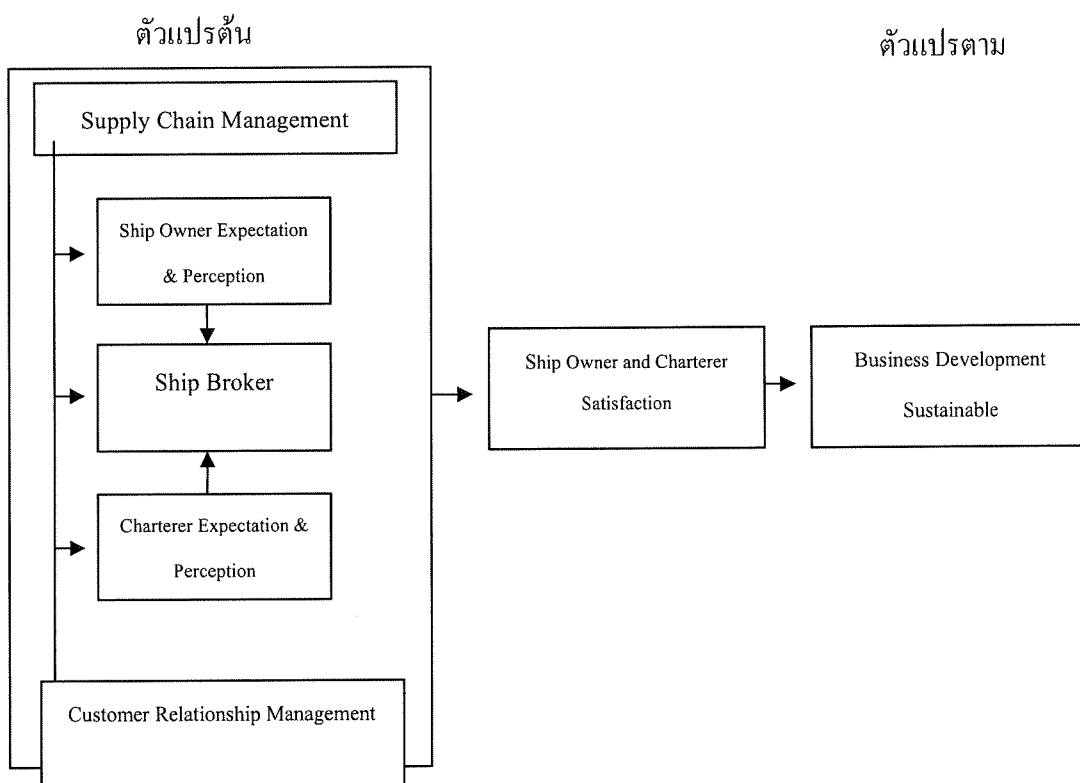 ตัวแปรต้น
ตัวแปรตาม
Supply Chain Management
Ship Owner Expectation
& Perception
Ship Broker
Charterer Expectation &
Perception
Customer Relationship Management
Ship Owner and Charterer
Satisfaction
Business Development
Sustainable